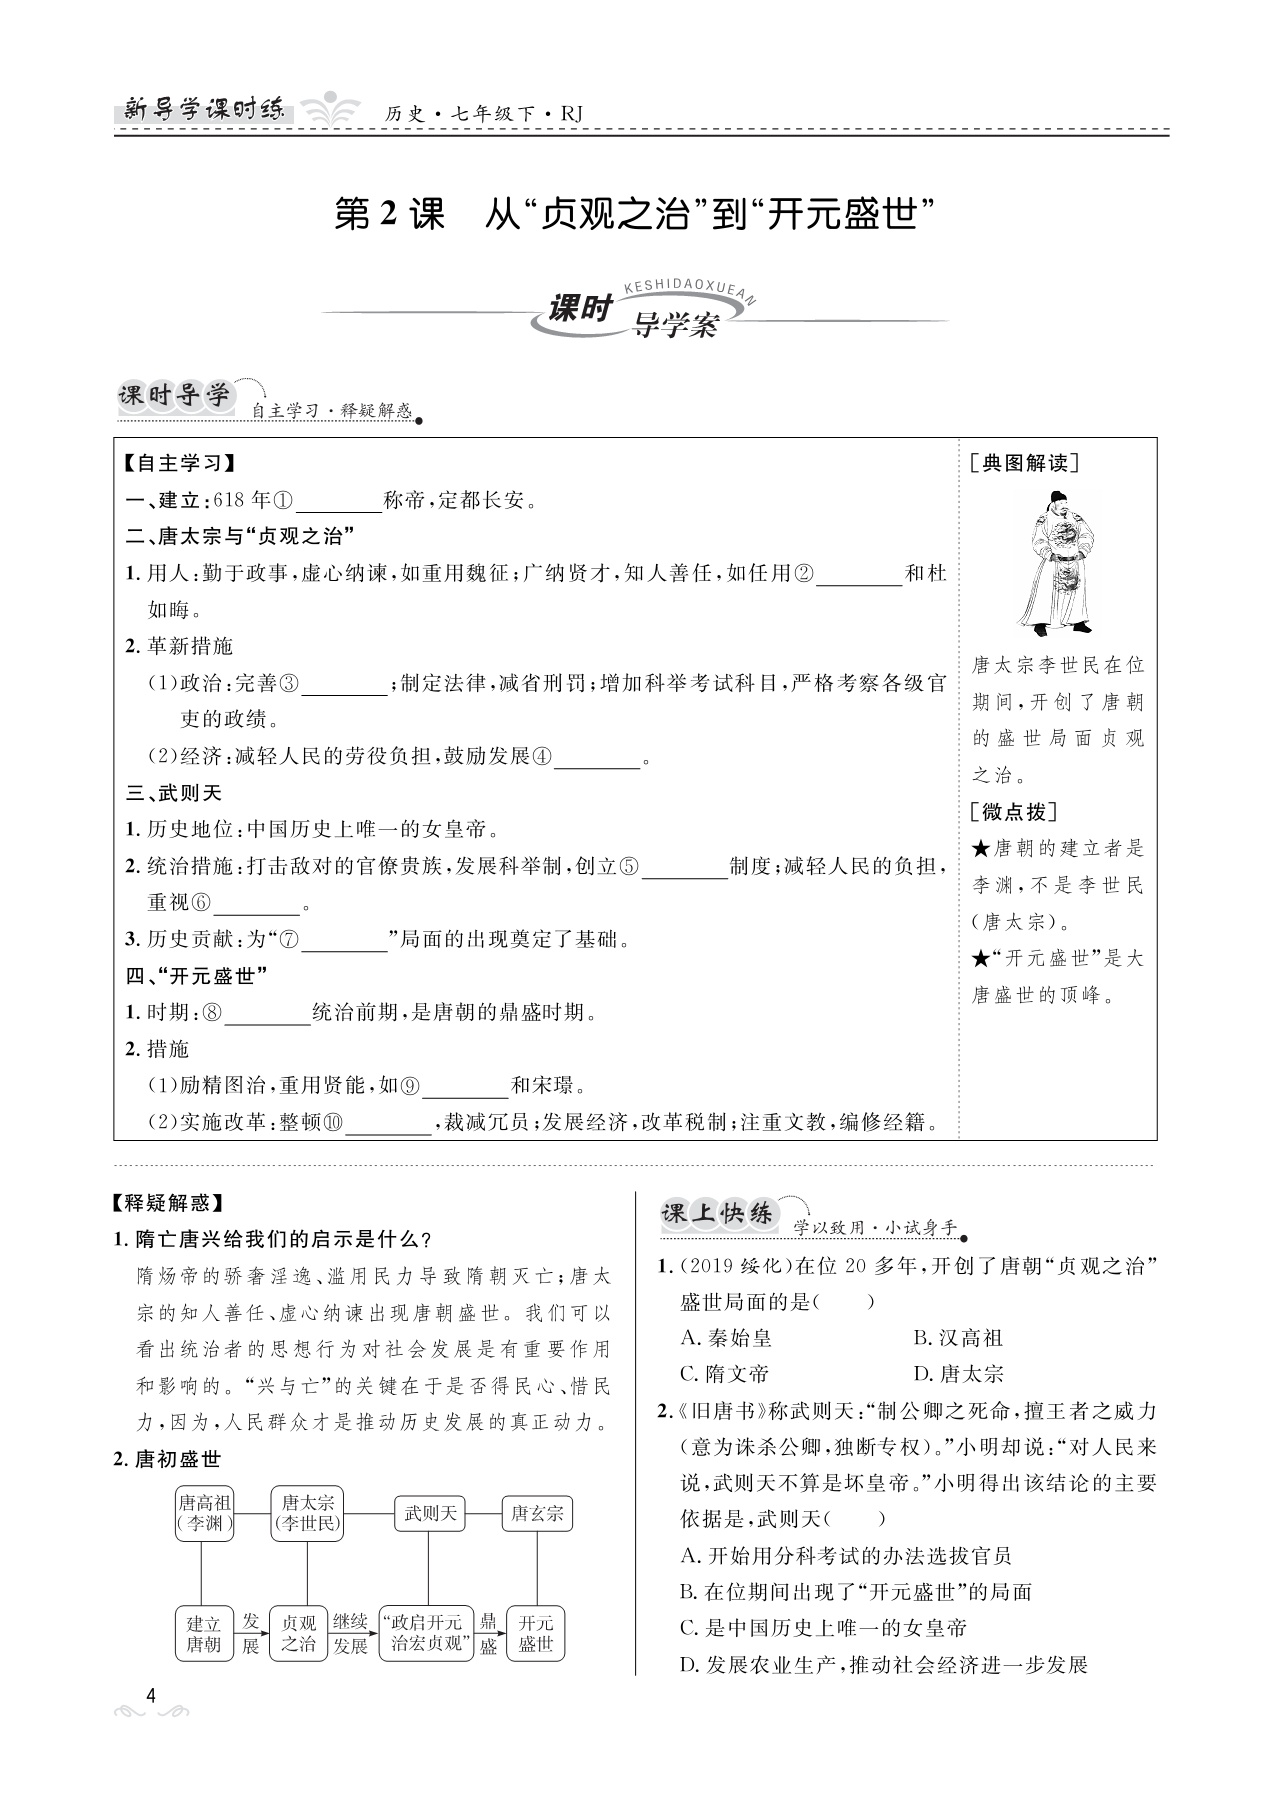 新导学课时练
历史·七年级下·RJ
第2课 从“贞观之治”到“开元盛世”
课时
KESHIDAOXUEAN
导学案
课时导学
自主学习·释疑解惑
【自主学习】
一、建立:618年①________称帝,定都长安。
二、唐太宗与“贞观之治”
1. 用人:勤于政事,虚心纳谏,如重用魏征;广纳贤才,知人善任,如任用②________和杜
如晦。
2. 革新措施
(1)政治:完善③________;制定法律,减省刑罚;增加科举考试科目,严格考察各级官
吏的政绩。
(2)经济:减轻人民的劳役负担,鼓励发展④________。
三、武则天
1. 历史地位:中国历史上唯一的女皇帝。
2. 统治措施:打击敌对的官僚贵族,发展科举制,创立⑤________制度;减轻人民的负担,
重视⑥________。
3. 历史贡献:为“⑦________”局面的出现奠定了基础。
四、“开元盛世”
1. 时期:⑧________统治前期,是唐朝的鼎盛时期。
2. 措施
(1)励精图治,重用贤能,如⑨________和宋璟。
(2)实施改革:整顿⑩________,裁减冗员;发展经济,改革税制;注重文教,编修经籍。
[典图解读]
唐太宗李世民在位
期间,开创了唐朝
的盛世局面贞观
之治。
[微点拨]
★唐朝的建立者是
李渊,不是李世民
(唐太宗)。
★“开元盛世”是大
唐盛世的顶峰。
【释疑解惑】
1. 隋亡唐兴给我们的启示是什么?
隋炀帝的骄奢淫逸、滥用民力导致隋朝灭亡;唐太
宗的知人善任、虚心纳谏出现唐朝盛世。我们可以
看出统治者的思想行为对社会发展是有重要作用
和影响的。“兴与亡”的关键在于是否得民心、惜民
力,因为,人民群众才是推动历史发展的真正动力。
2. 唐初盛世
唐高祖
(李渊)
唐太宗
(李世民)
武则天
唐玄宗
建立
唐朝
发
展
贞观
之治
继续
发展
“政启开元
治宏贞观”
鼎
盛
开元
盛世
4
课上快练
学以致用·小试身手
1. (2019绥化)在位20多年,开创了唐朝“贞观之治”
盛世局面的是( )
A. 秦始皇 B. 汉高祖
C. 隋文帝 D. 唐太宗
2. 《旧唐书》称武则天:“制公卿之死命,擅王者之威力
(意为诛杀公卿,独断专权)。”小明却说:“对人民来
说,武则天不算是坏皇帝。”小明得出该结论的主要
依据是,武则天( )
A. 开始用分科考试的办法选拔官员
B. 在位期间出现了“开元盛世”的局面
C. 是中国历史上唯一的女皇帝
D. 发展农业生产,推动社会经济进一步发展